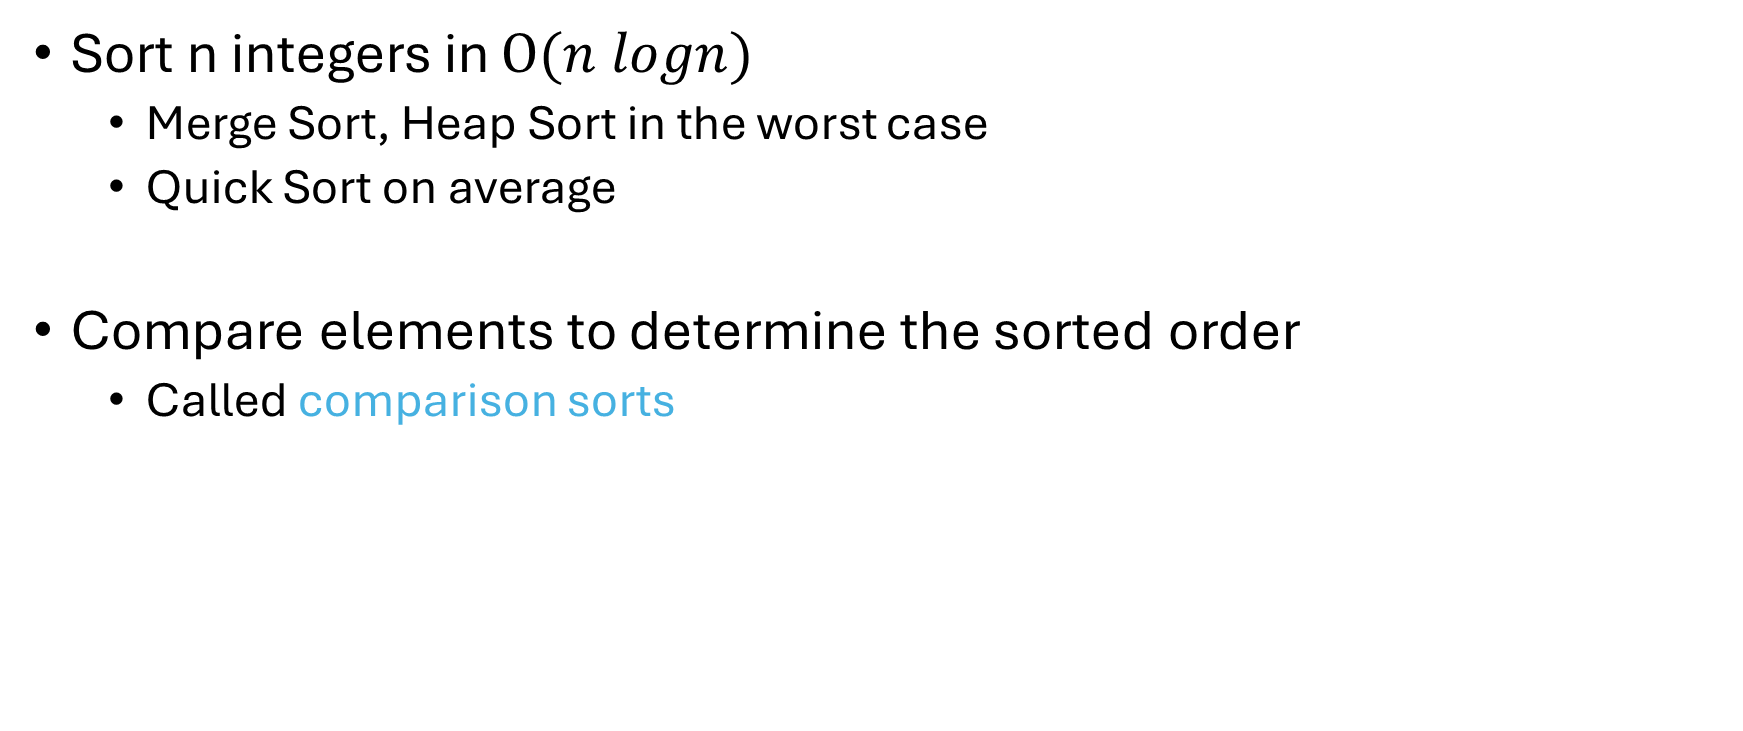 • Sort n integers in O(n logn)
• Merge Sort, Heap Sort in the worst case
• Quick Sort on average
• Compare elements to determine the sorted order
• Called comparison sorts